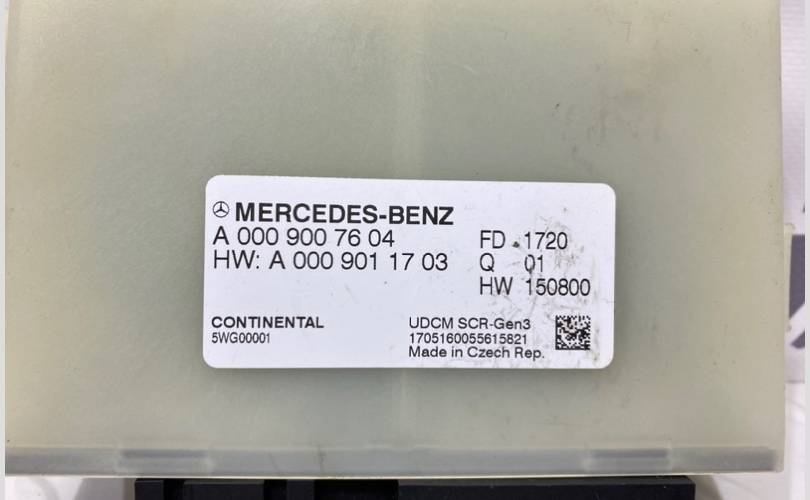 MERCEDES-BENZ
A 000 900 76 04
FD 1720
HW: A 000 901 17 03
Q 01
HW 150800
CONTINENTAL
UDCM SCR-Gen3
5WG00001
1705160055615821
Made in Czech Rep.